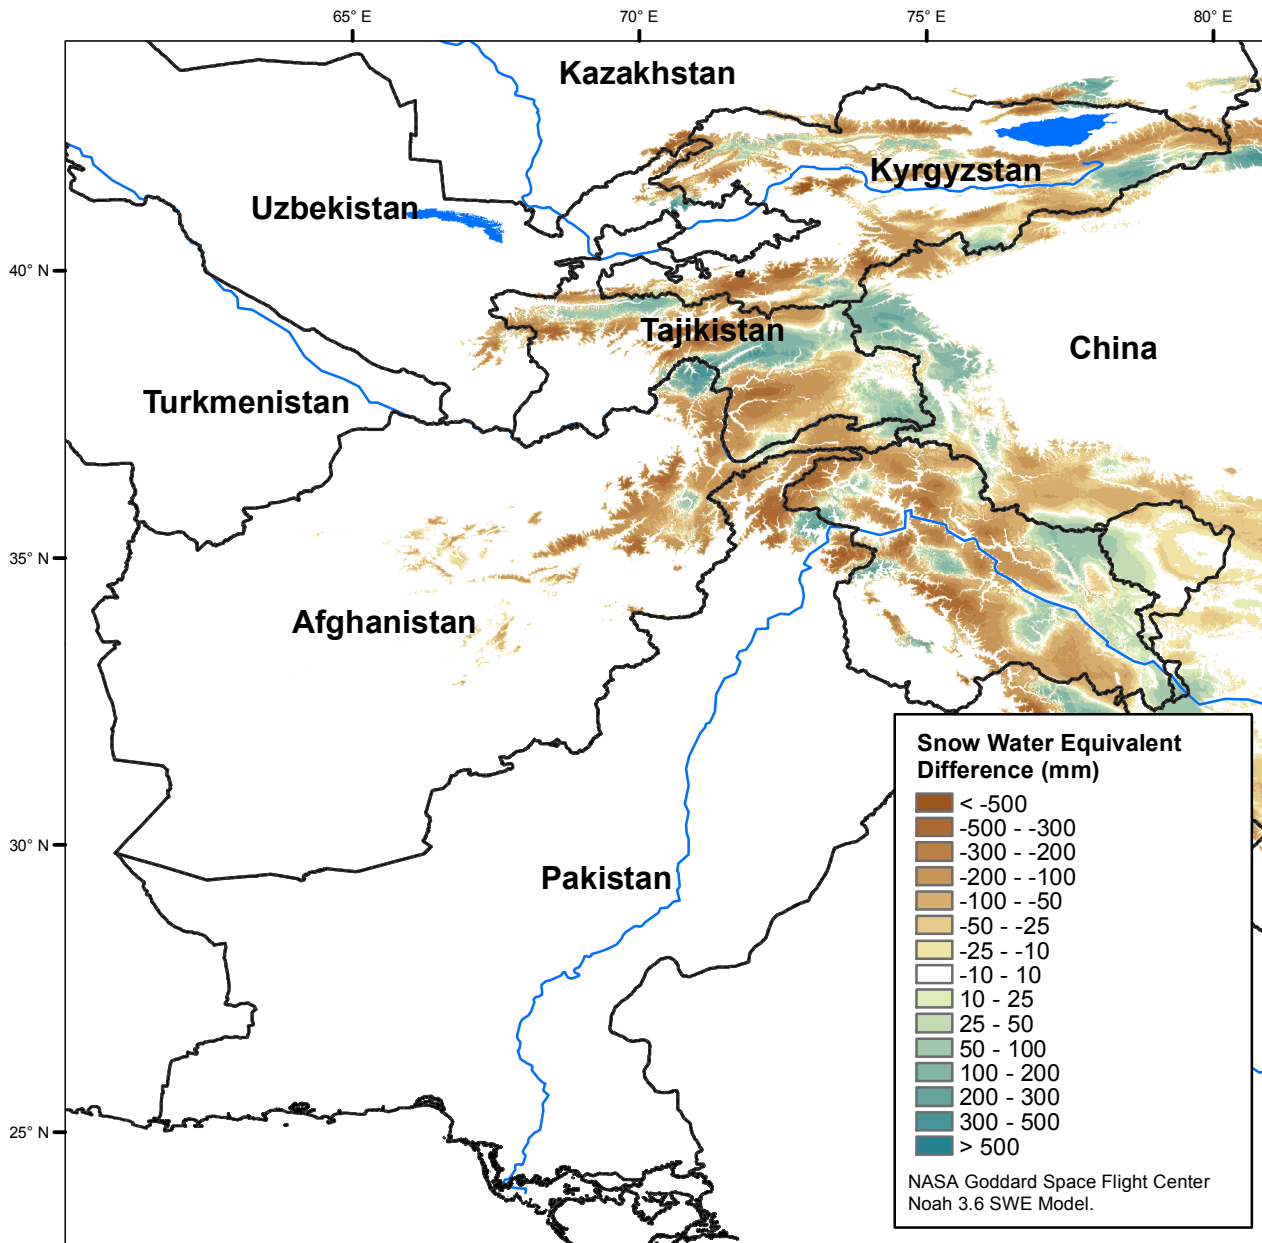 65° E
70° E
75° E
80° E
Kazakhstan
Kyrgyzstan
Uzbekistan
40° N
Tajikistan
China
Turkmenistan
35° N
Afghanistan
Snow Water Equivalent
Difference (mm)
< -500
-500 - -300
-300 - -200
30° N
-200 - -100
Pakistan
-100 - -50
-50 - -25
-25 - -10
-10 - 10
10 - 25
25 - 50
50 - 100
100 - 200
200 - 300
300 - 500
25° N
> 500
NASA Goddard Space Flight Center
Noah 3.6 SWE Model.